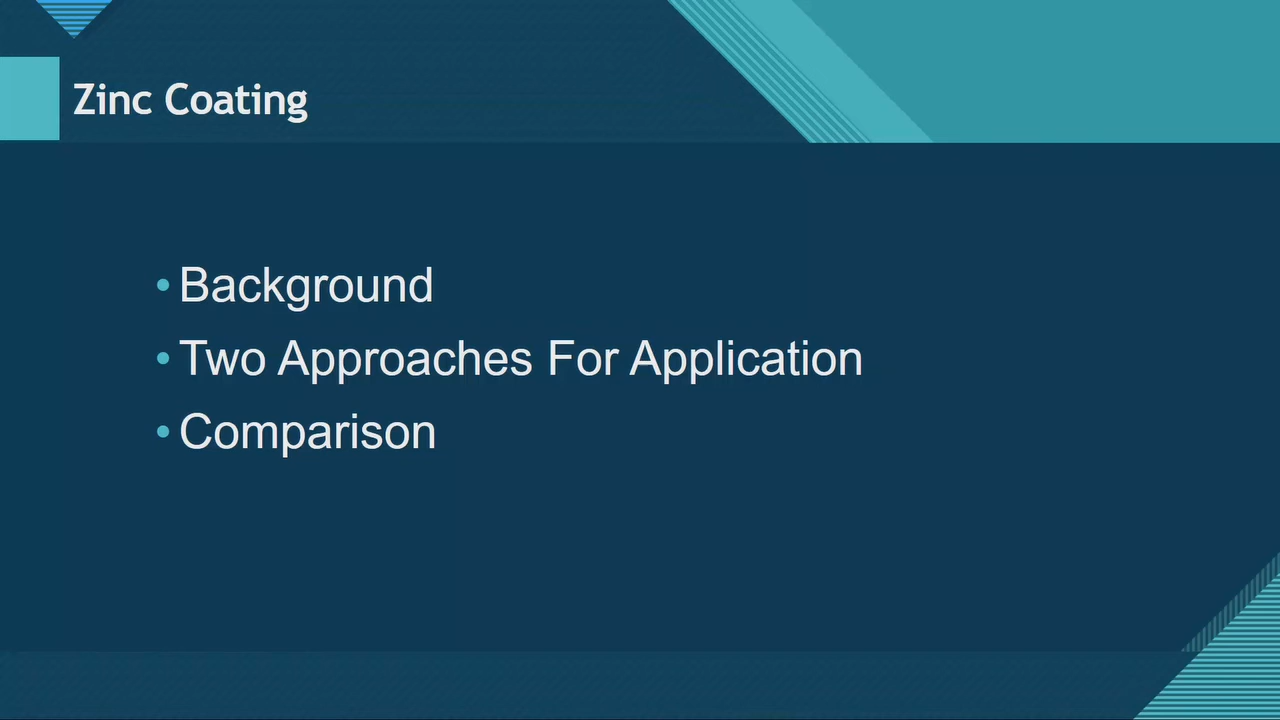 Zinc Coating
• Background
• Two Approaches For Application
• Comparison